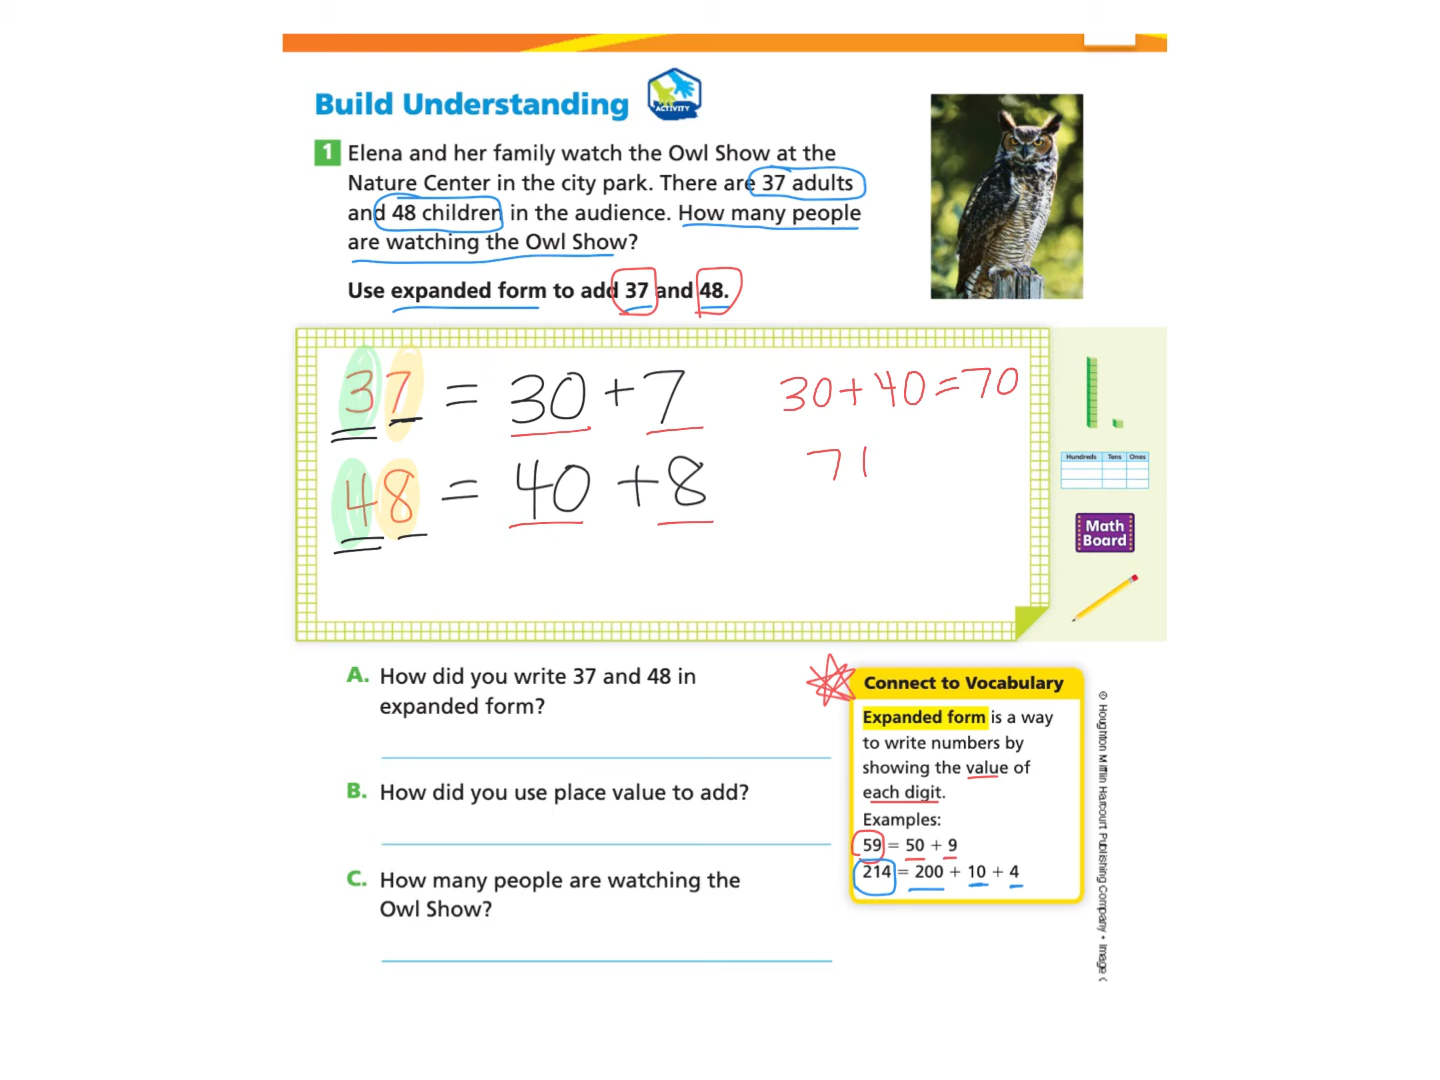 Build Understanding
ACTIVITY
1 Elena and her family watch the Owl Show at the
Nature Center in the city park. There are 37 adults
and 48 children in the audience. How many people
are watching the Owl Show?
Use expanded form to add 37 and 48.
37 = 30 + 7
48 = 40 + 8
30 + 40 = 70
7 1
Hundreds Tens Ones
Math
Board
A. How did you write 37 and 48 in
expanded form?
B. How did you use place value to add?
C. How many people are watching the
Owl Show?
Connect to Vocabulary
Expanded form is a way
to write numbers by
showing the value of
each digit.
Examples:
59 = 50 + 9
214 = 200 + 10 + 4
© Houghton Mifflin Harcourt Publishing Company • Image